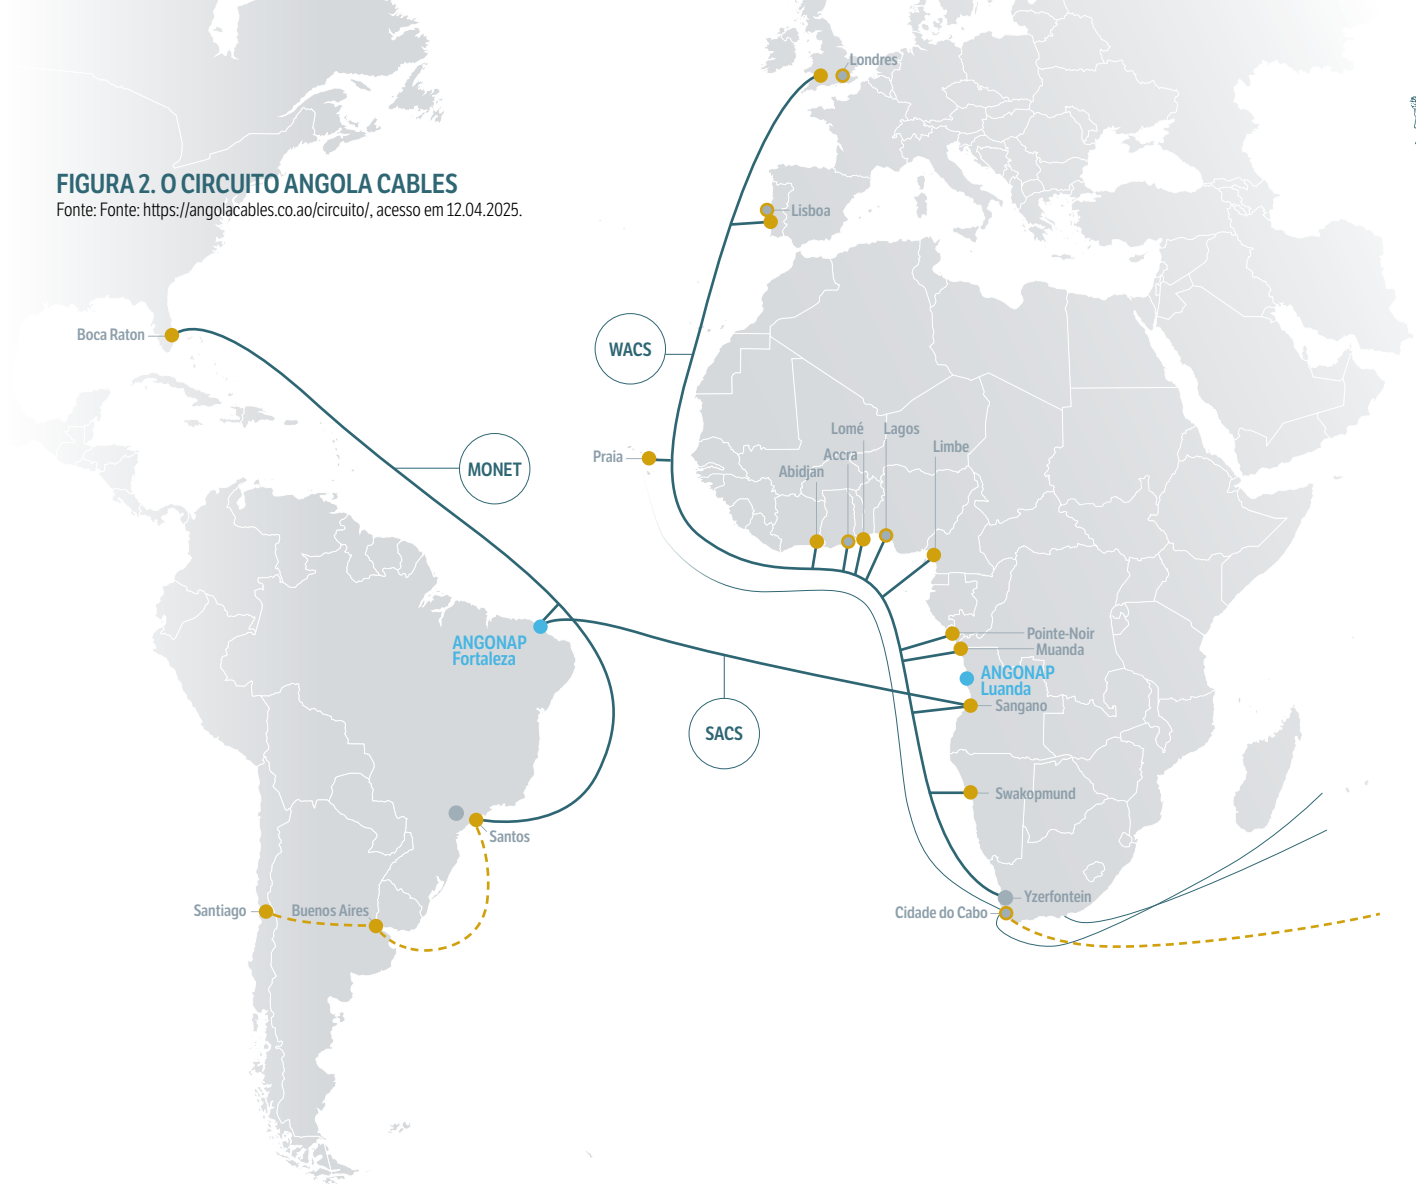 Londres
FIGURA 2. O CIRCUITO ANGOLA CABLES
Fonte: Fonte: https://angolacables.co.ao/circuito/, acesso em 12.04.2025.
Lisboa
Boca Raton
WACS
Lomé
Lagos
Accra
Limbe
Praia
Abidjan
MONET
ANGONAP
Fortaleza
Pointe-Noir
Muanda
ANGONAP
Luanda
Sangano
SACS
Swakopmund
Santos
Yzerfontein
Santiago
Buenos Aires
Cidade do Cabo